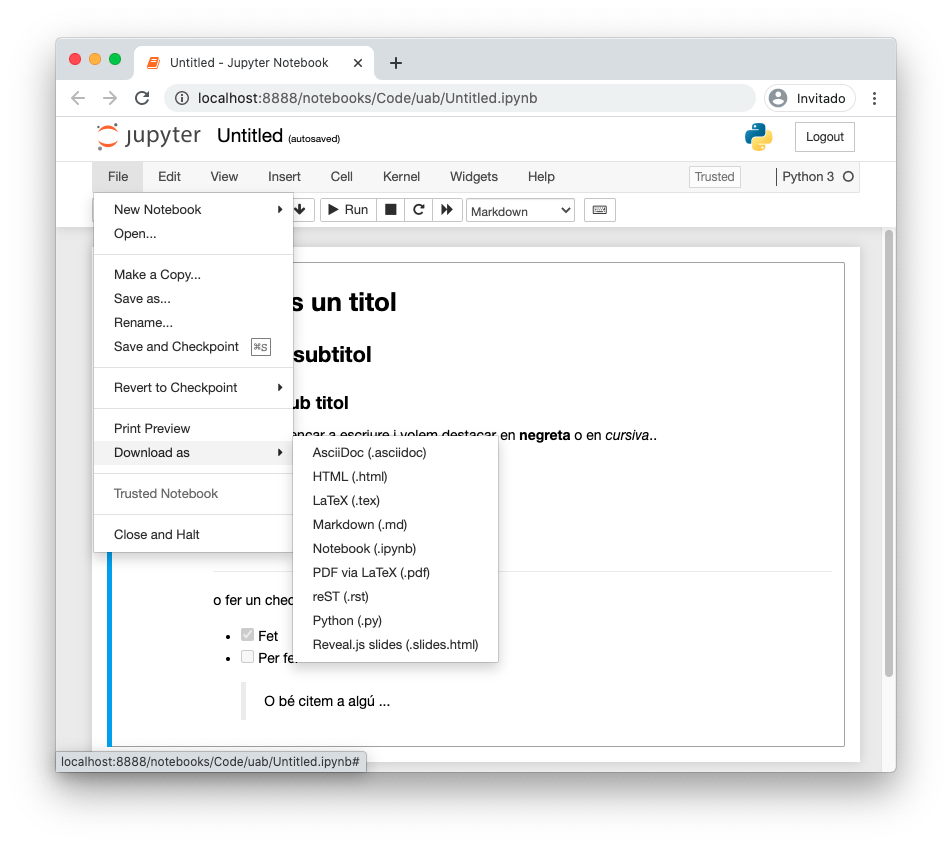 Untitled - Jupyter Notebook
localhost:8888/notebooks/Code/uab/Untitled.ipynb
Invitado
jupyter Untitled (autosaved)
Logout
File Edit View Insert Cell Kernel Widgets Help Trusted Python 3
Run Markdown
New Notebook
Open...
Make a Copy...
Save as...
Rename...
Save and Checkpoint ⌘S
Revert to Checkpoint
Print Preview
Download as
Trusted Notebook
Close and Halt
AsciiDoc (.asciidoc)
HTML (.html)
LaTeX (.tex)
Markdown (.md)
Notebook (.ipynb)
PDF via LaTeX (.pdf)
reST (.rst)
Python (.py)
Reveal.js slides (.slides.html)
s un titol
subtitol
ub titol
a escriure i volem destacar en negreta o en cursiva..
o fer un chec
Fet
Per fe
O bé citem a algú ...
localhost:8888/notebooks/Code/uab/Untitled.ipynb#